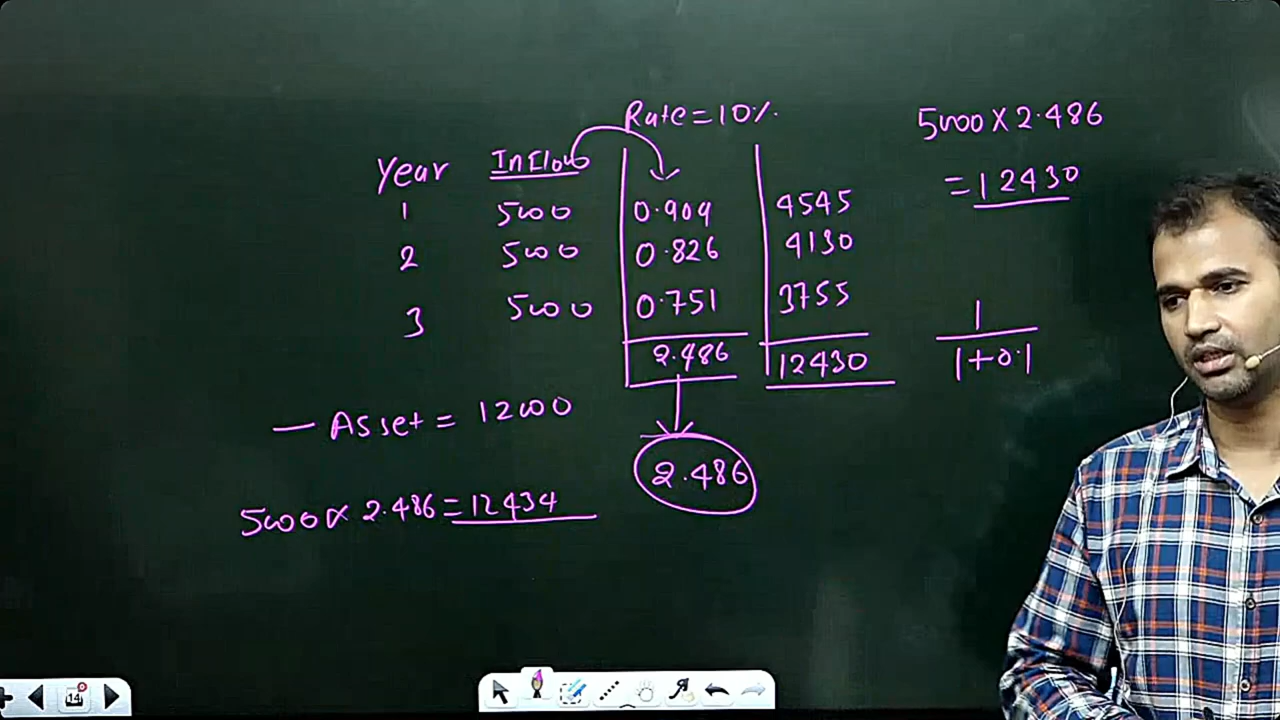 Rate = 10%
5000 × 2.486
= 12430
Year Inflow
1 5000 0.909 4545
2 5000 0.826 4130
3 5000 0.751 3755
2.486 12430
1
1+0.1
— Asset = 12000
2.486
5000 × 2.486 = 12434
14